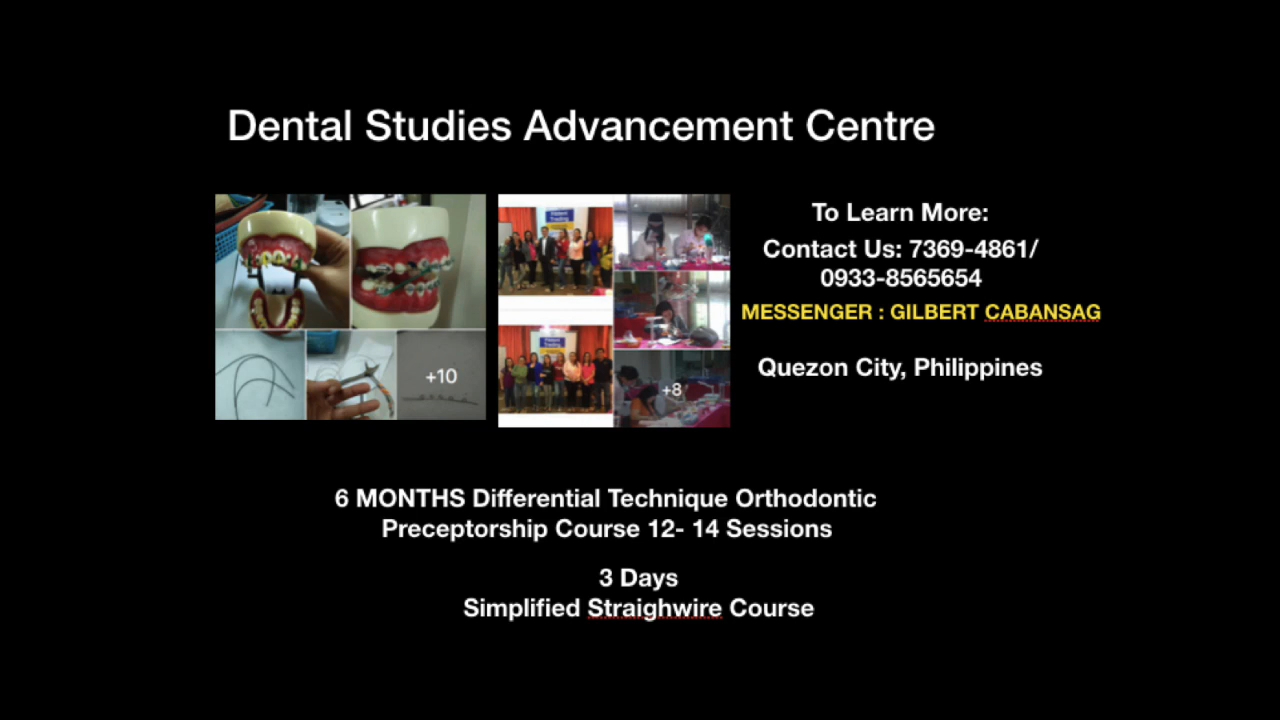 Dental Studies Advancement Centre
To Learn More:
Contact Us: 7369-4861/
0933-8565654
MESSENGER : GILBERT CABANSAG
Quezon City, Philippines
+10
+8
6 MONTHS Differential Technique Orthodontic
Preceptorship Course 12- 14 Sessions
3 Days
Simplified Straighwire Course